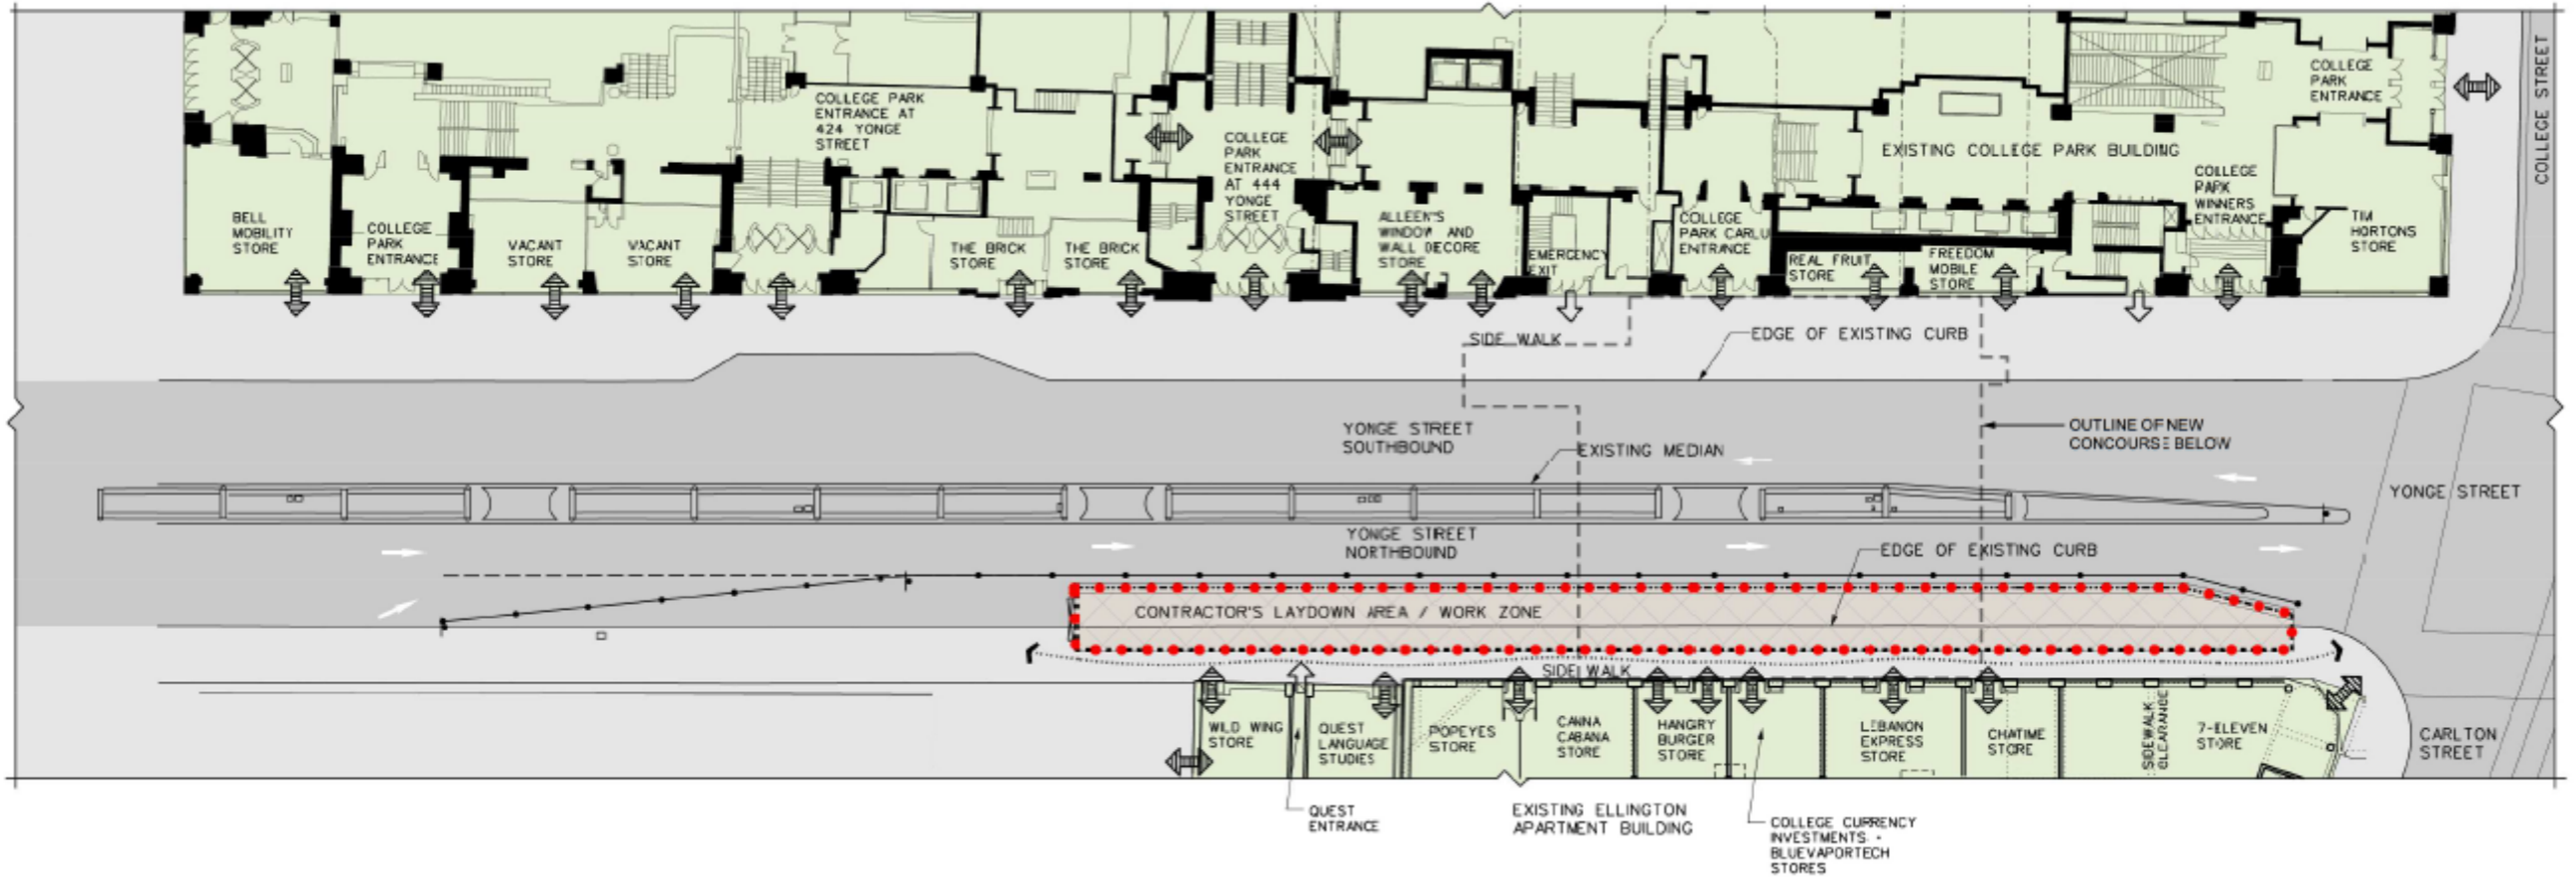 COLLEGE
PARK
ENTRANCE
COLLEGE STREET
COLLEGE PARK
ENTRANCE AT
424 YONGE
STREET
COLLEGE
PARK
ENTRANCE
AT 444
YONGE
STREET
EXISTING COLLEGE PARK BUILDING
COLLEGE
PARK
WINNERS
ENTRANCE
BELL
MOBILITY
STORE
COLLEGE
PARK
ENTRANCE
VACANT
STORE
VACANT
STORE
THE BRICK
STORE
THE BRICK
STORE
ALLEEN'S
WINDOW AND
WALL DECORE
STORE
EMERGENCY
EXIT
COLLEGE
PARK CARLU
ENTRANCE
REAL FRUIT
STORE
FREEDOM
MOBILE
STORE
TIM
HORTONS
STORE
SIDE WALK
EDGE OF EXISTING CURB
YONGE STREET
SOUTHBOUND
EXISTING MEDIAN
OUTLINE OF NEW
CONCOURSE BELOW
YONGE STREET
YONGE STREET
NORTHBOUND
EDGE OF EXISTING CURB
CONTRACTOR'S LAYDOWN AREA / WORK ZONE
SIDE WALK
WILD WING
STORE
QUEST
LANGUAGE
STUDIES
POPEYES
STORE
CANNA
CABANA
STORE
HANGRY
BURGER
STORE
LEBANON
EXPRESS
STORE
CHATIME
STORE
SIDEWALK
CLEARANCE
7-ELEVEN
STORE
CARLTON
STREET
QUEST
ENTRANCE
EXISTING ELLINGTON
APARTMENT BUILDING
COLLEGE CURRENCY
INVESTMENTS -
BLUEVAPORTECH
STORES